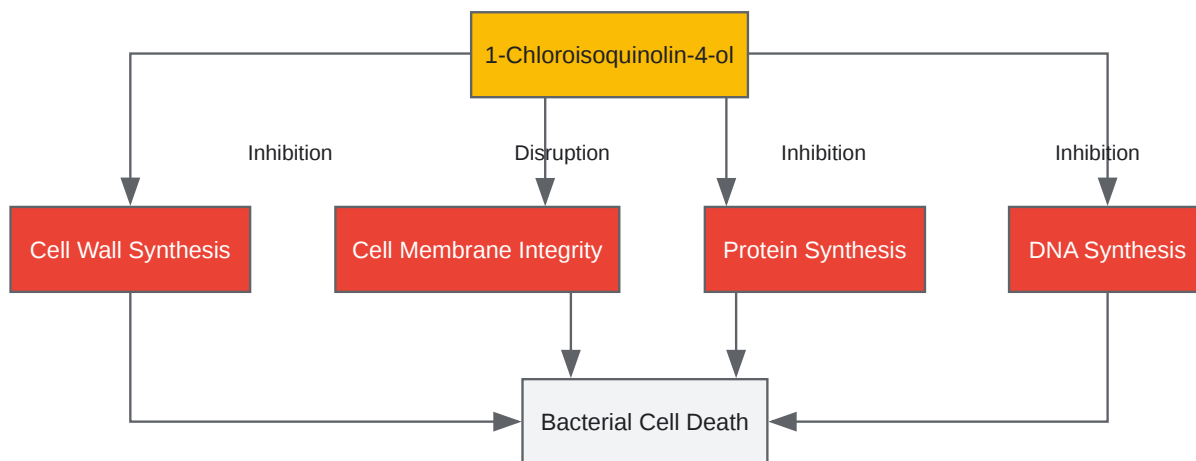 1-Chloroisoquinolin-4-ol
Inhibition
Disruption
Inhibition
Inhibition
Cell Wall Synthesis
Cell Membrane Integrity
Protein Synthesis
DNA Synthesis
Bacterial Cell Death